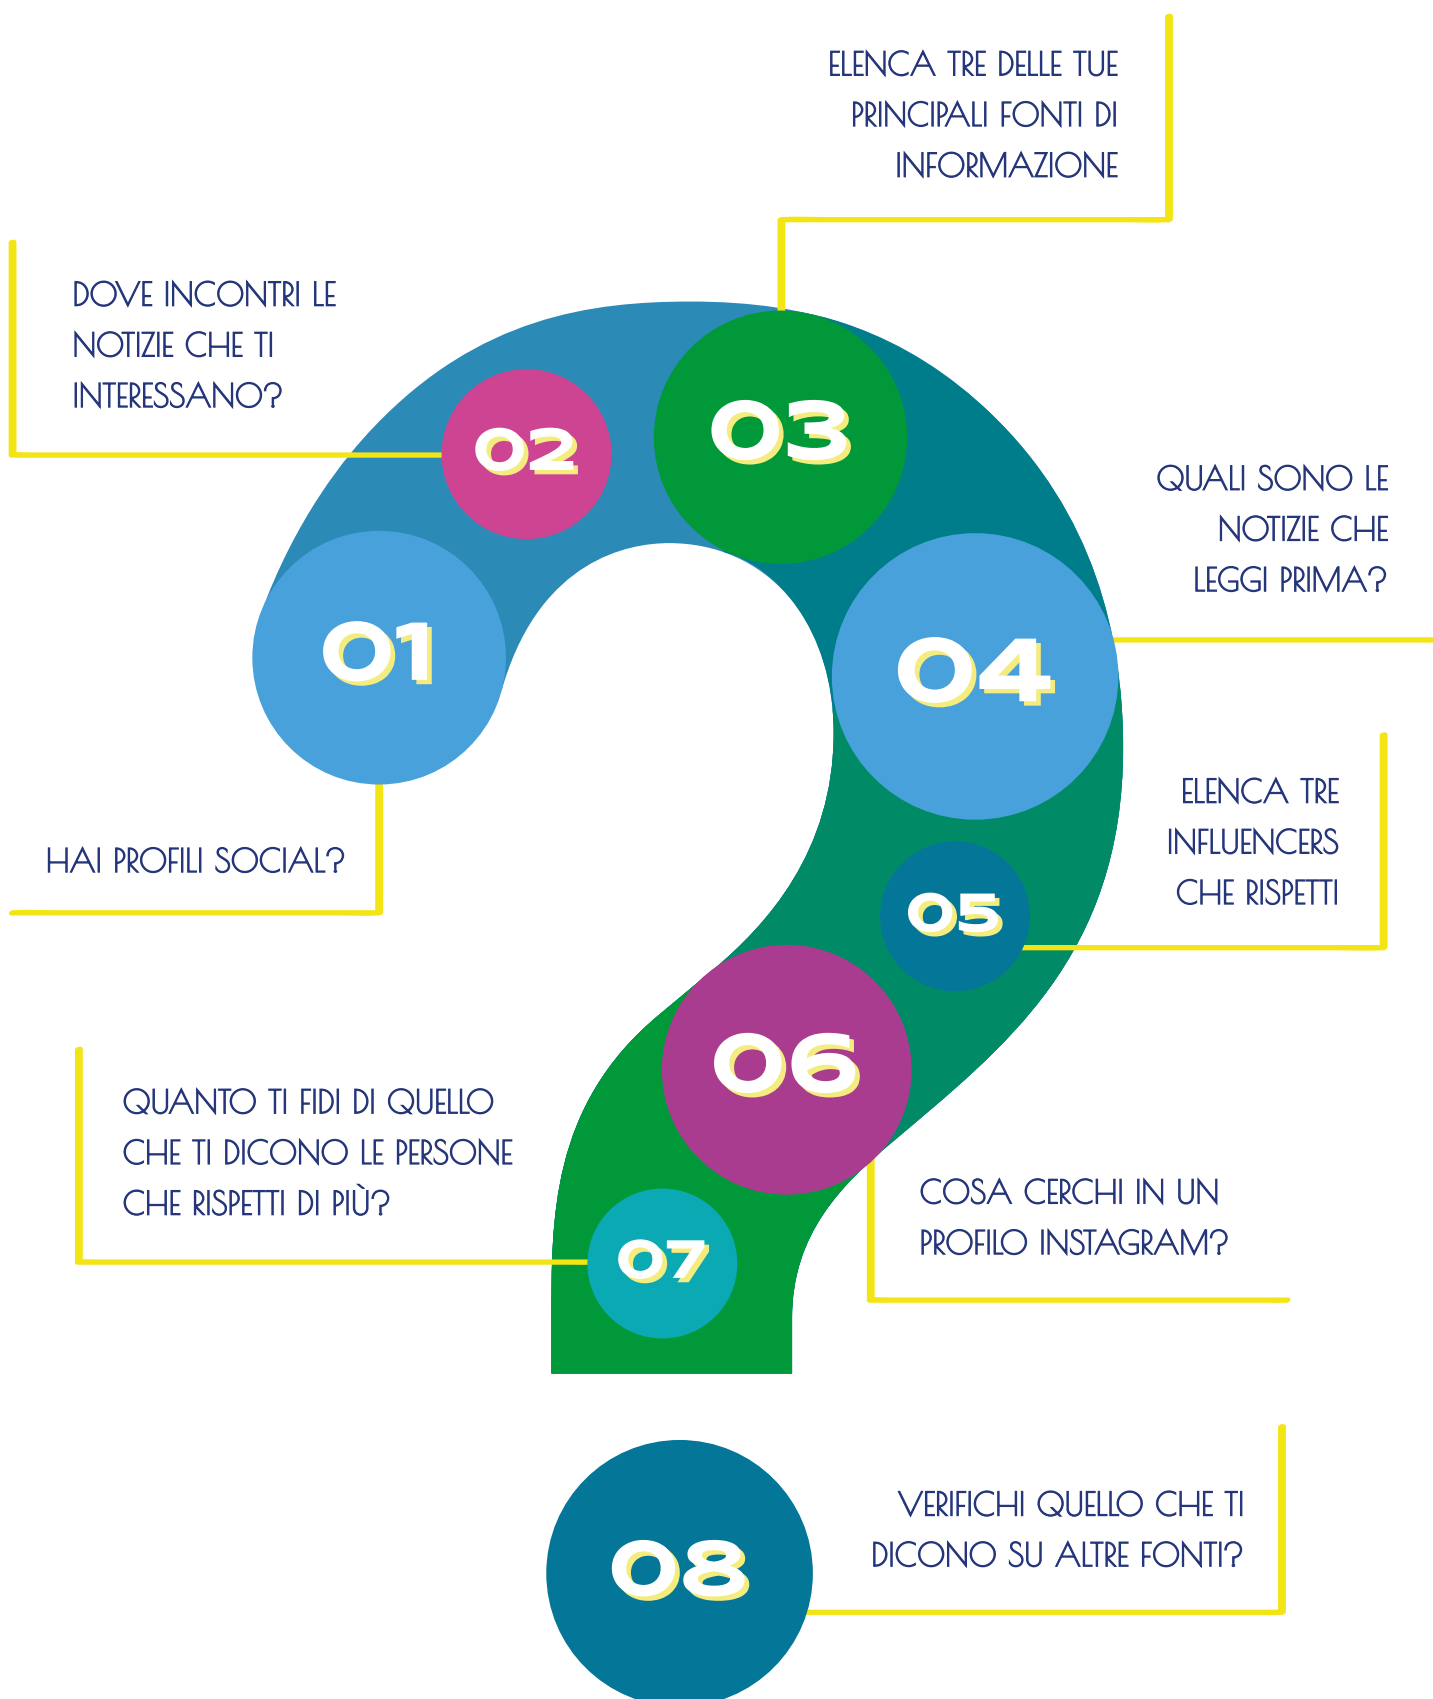 ELENCA TRE DELLE TUE
PRINCIPALI FONTI DI
INFORMAZIONE
DOVE INCONTRI LE
NOTIZIE CHE TI
INTERESSANO?
02
03
QUALI SONO LE
NOTIZIE CHE
LEGGI PRIMA?
01
04
HAI PROFILI SOCIAL?
ELENCA TRE
INFLUENCERS
CHE RISPETTI
05
06
QUANTO TI FIDI DI QUELLO
CHE TI DICONO LE PERSONE
CHE RISPETTI DI PIÙ?
COSA CERCHI IN UN
PROFILO INSTAGRAM?
07
VERIFICHI QUELLO CHE TI
DICONO SU ALTRE FONTI?
08